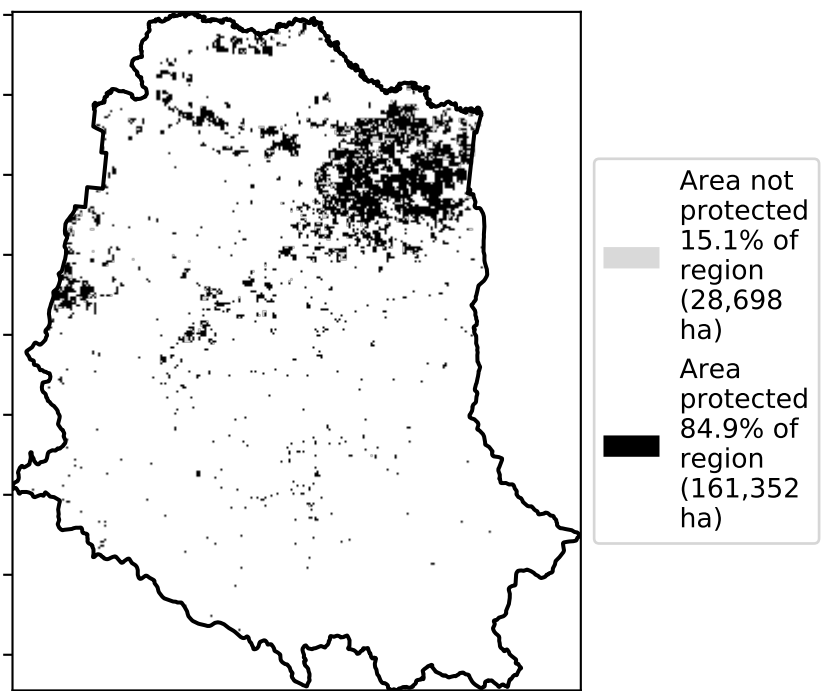 Area not
protected
15.1% of
region
(28,698
ha)
Area
protected
84.9% of
region
(161,352
ha)